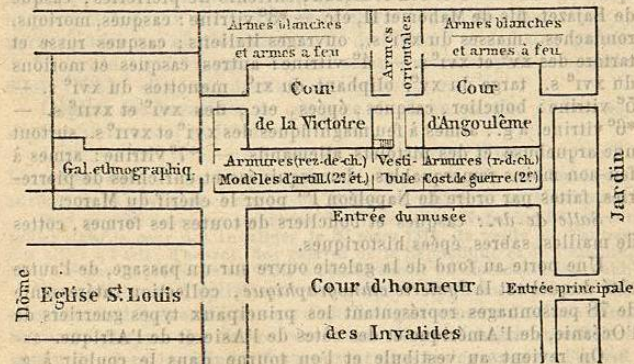 Armes blanches
et armes à feu
Armes orientales
Armes blanches
et armes à feu
Cour
de la Victoire
Cour
d'Angoulême
Gal. ethnographiq.
Armures (rez-de-ch.)
Modèles d'artill. (2e ét.)
Vesti-
bule
Armures (r-d-ch.)
Cost. de guerre (2e)
Entrée du musée
Jardin
Dôme
Eglise St. Louis
Cour d'honneur
des Invalides
Entrée principale